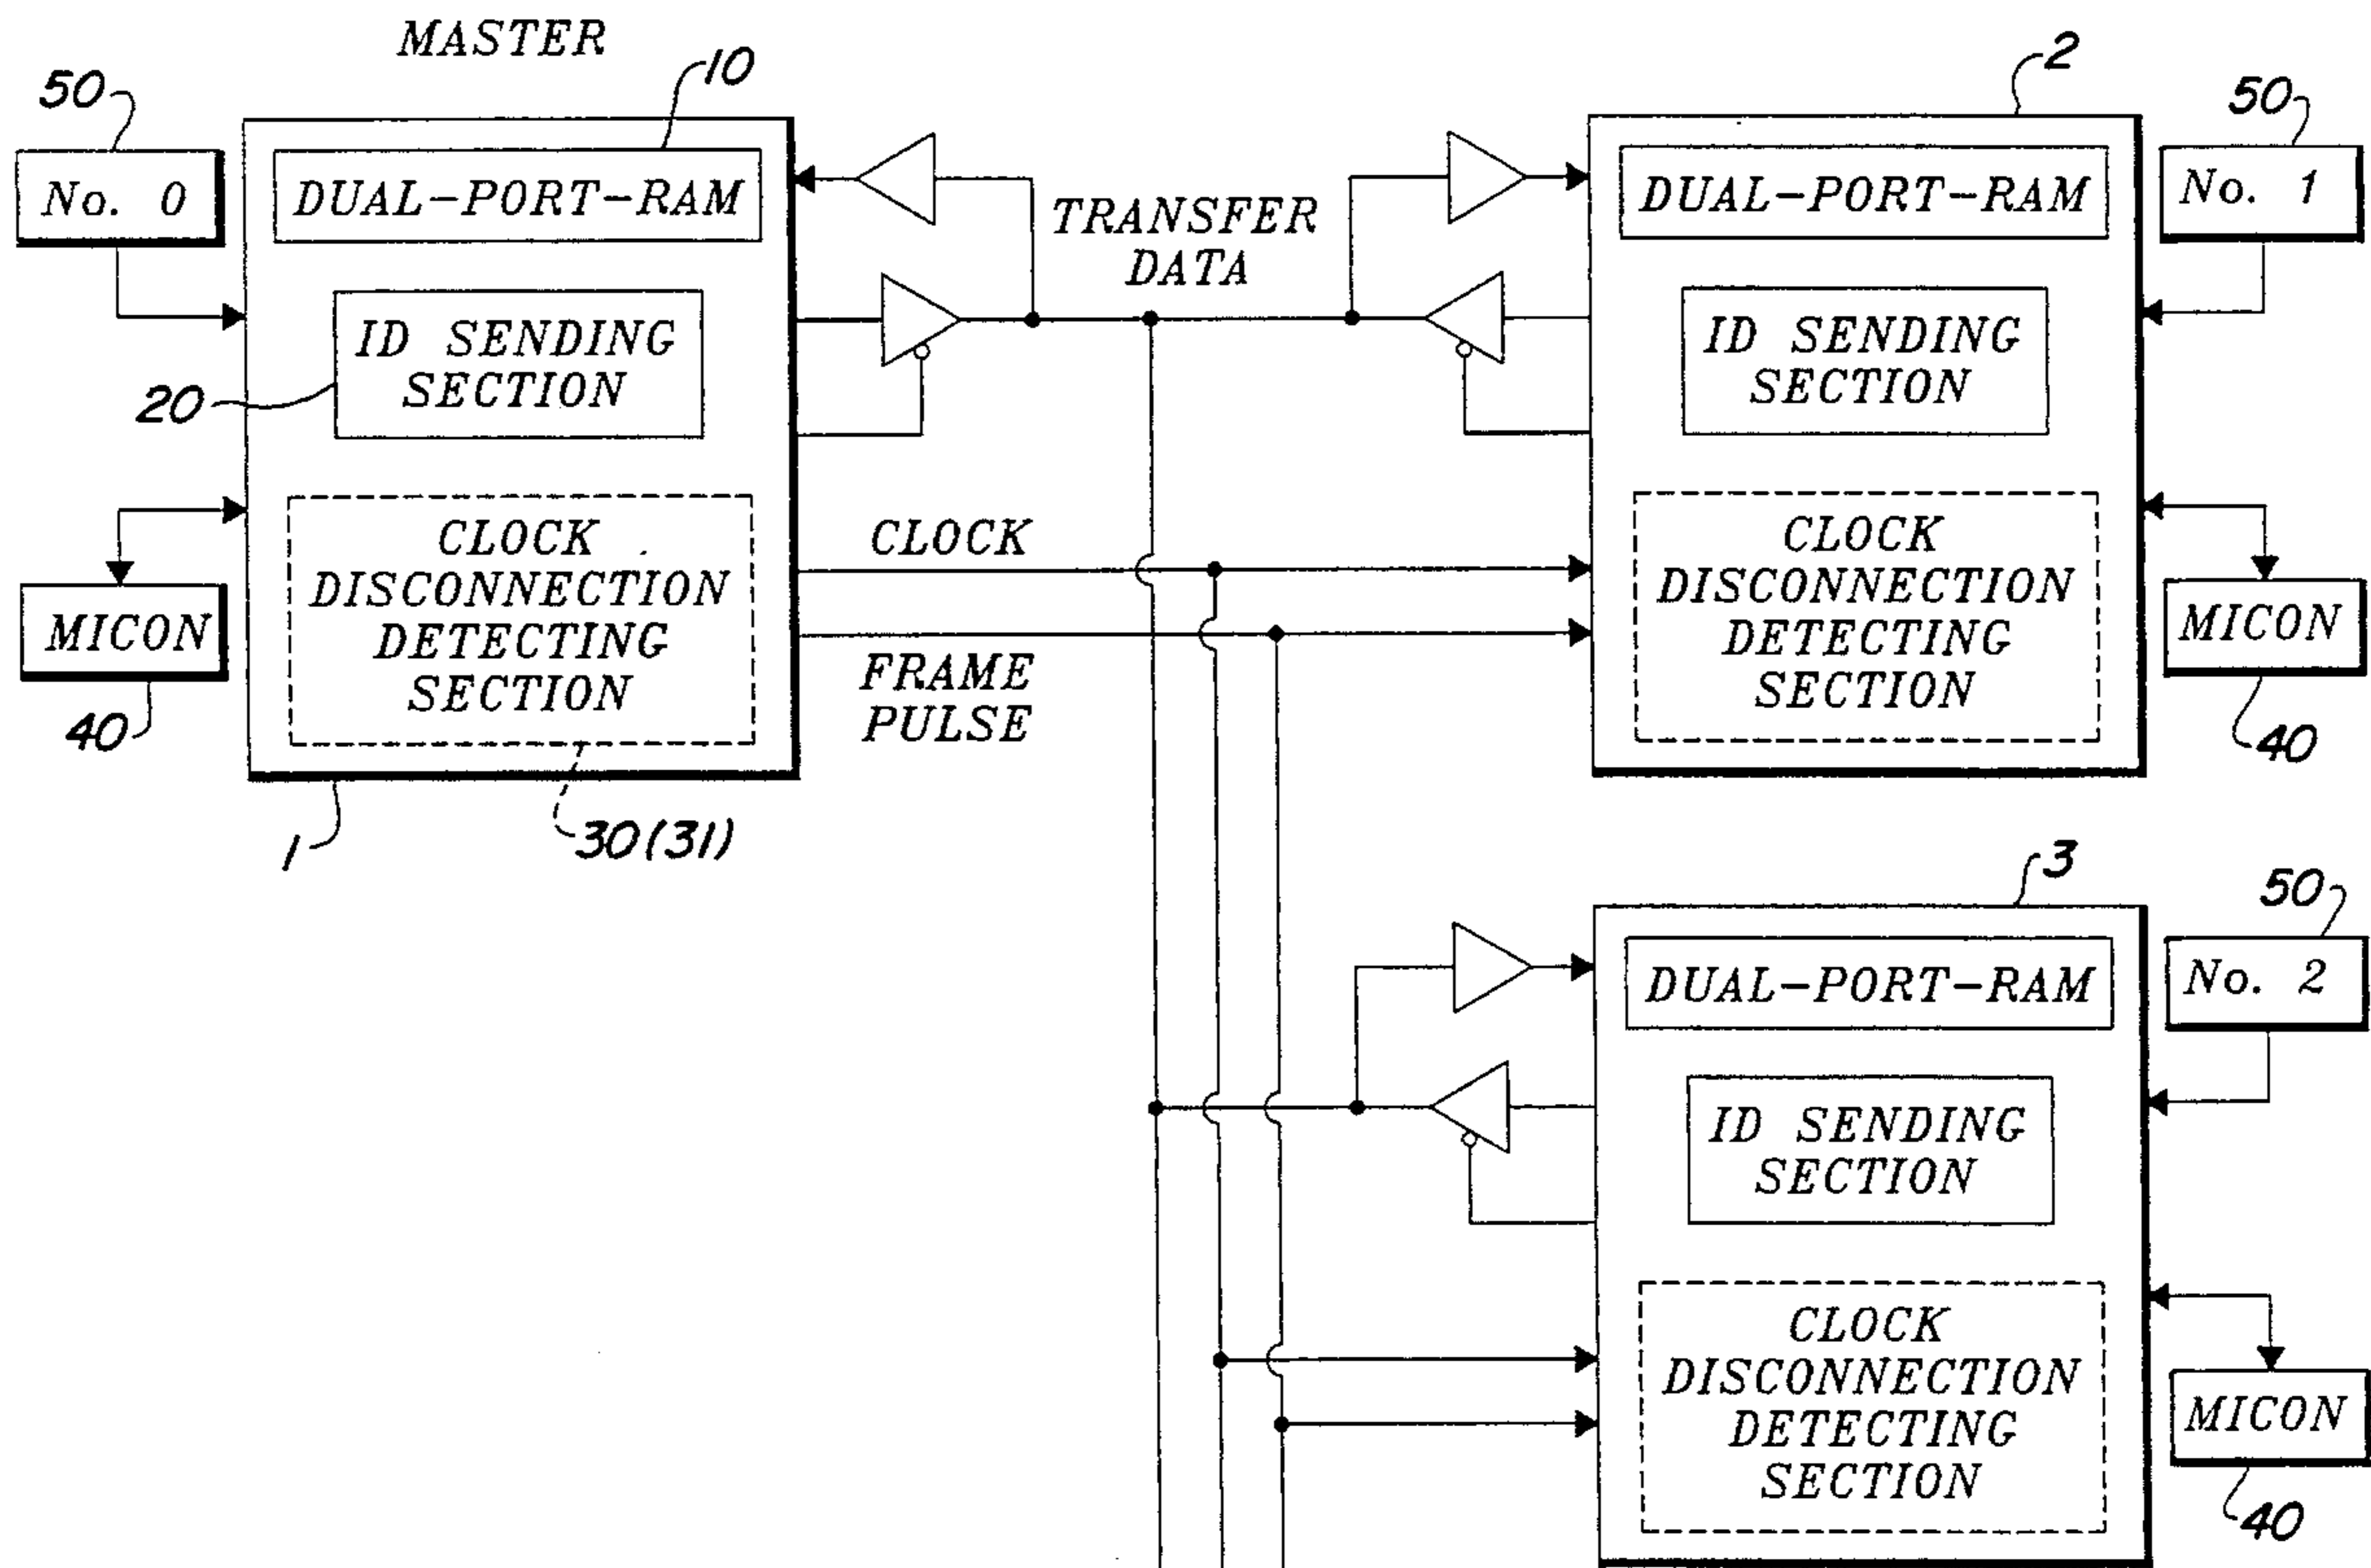 MASTER
10
2
50
50
No. 0
DUAL-PORT-RAM
TRANSFER
DATA
DUAL-PORT-RAM
No. 1
ID SENDING
SECTION
20
ID SENDING
SECTION
CLOCK
DISCONNECTION
DETECTING
SECTION
CLOCK
FRAME
PULSE
CLOCK
DISCONNECTION
DETECTING
SECTION
MICON
40
MICON
40
1
30(31)
3
50
DUAL-PORT-RAM
No. 2
ID SENDING
SECTION
CLOCK
DISCONNECTION
DETECTING
SECTION
MICON
40